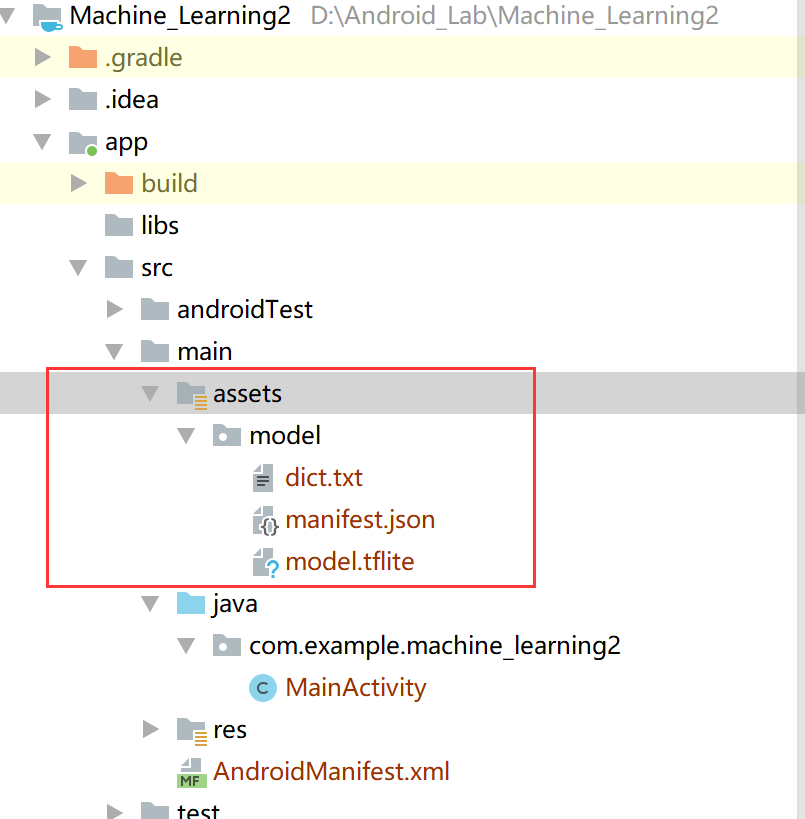 Machine_Learning2 D:\Android_Lab\Machine_Learning2
.gradle
.idea
app
build
libs
src
androidTest
main
assets
model
dict.txt
manifest.json
model.tflite
java
com.example.machine_learning2
C MainActivity
res
MF AndroidManifest.xml
test